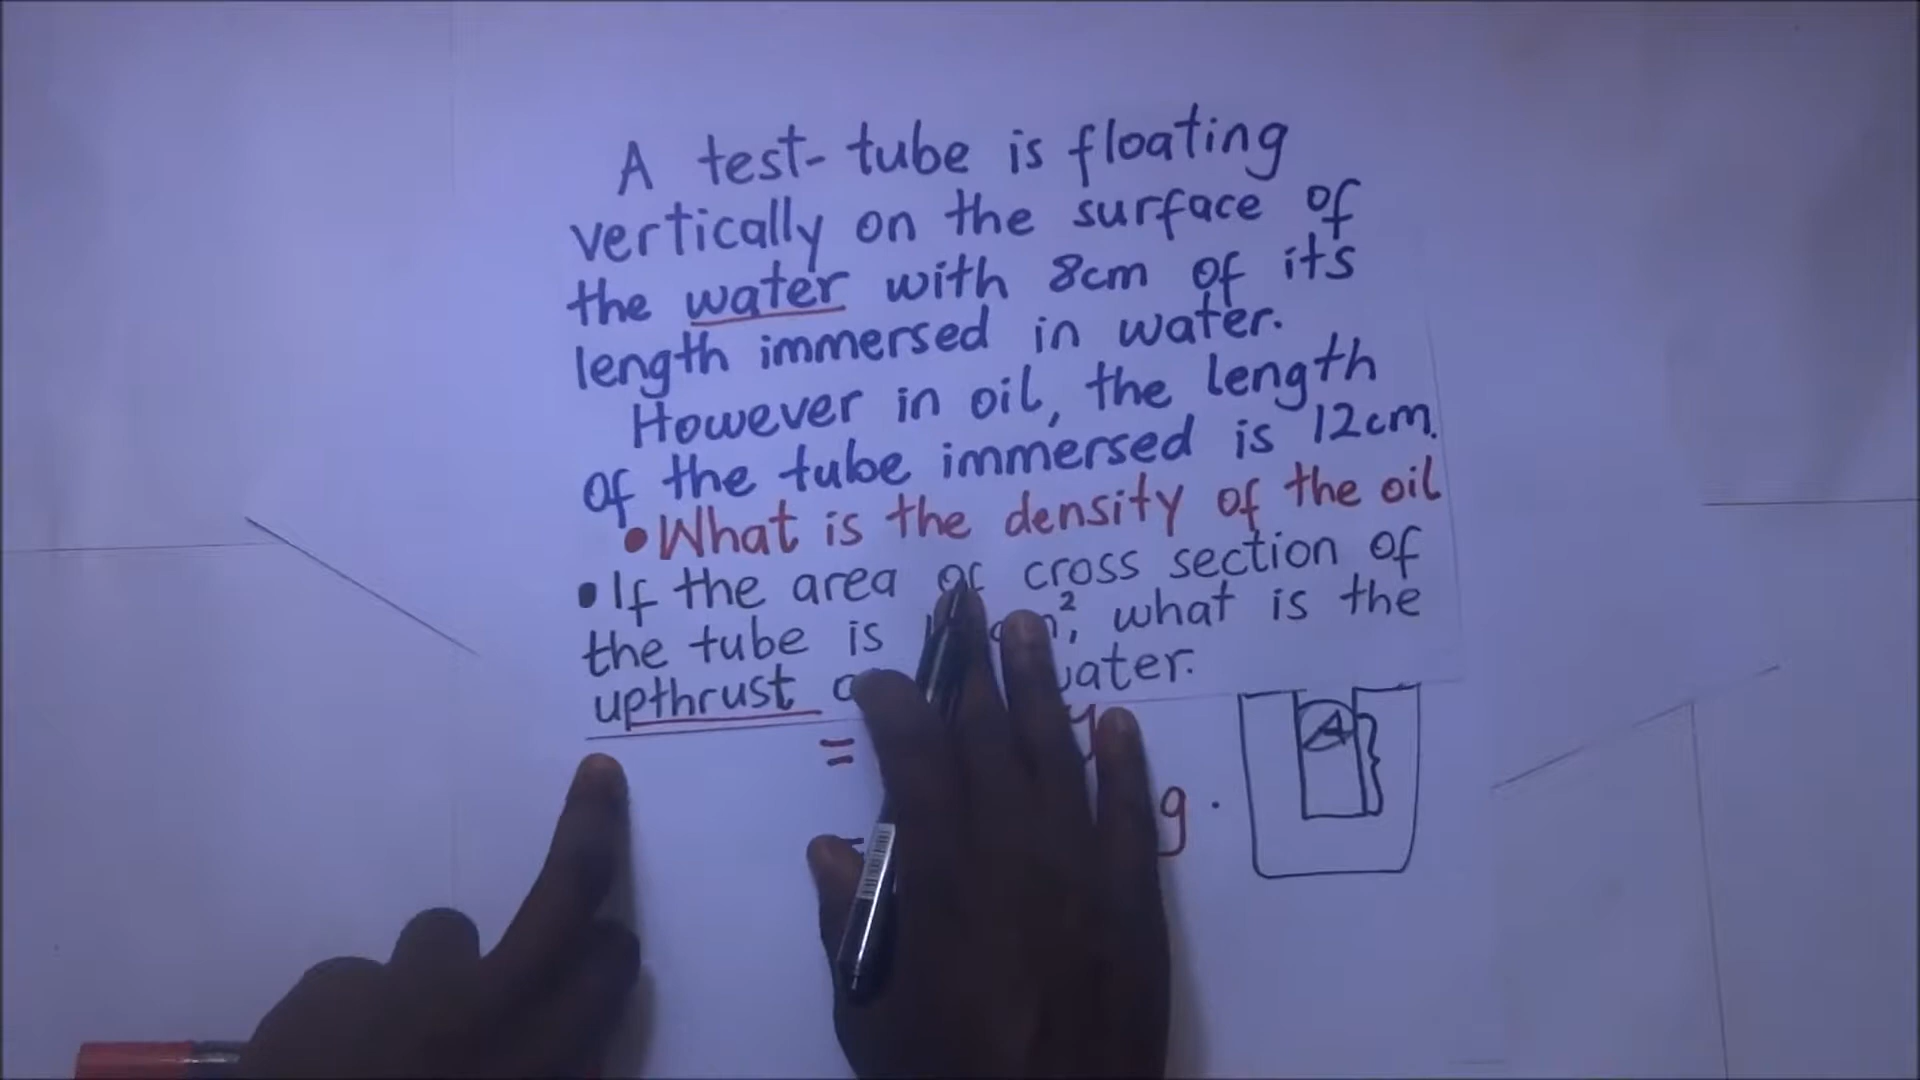 A test-tube is floating
vertically on the surface of
the water with 8cm of its
length immersed in water.
However in oil, the length
of the tube immersed is 12cm.
• What is the density of the oil
• If the area of cross section of
the tube is ², what is the
upthrust water.
=
g.
A